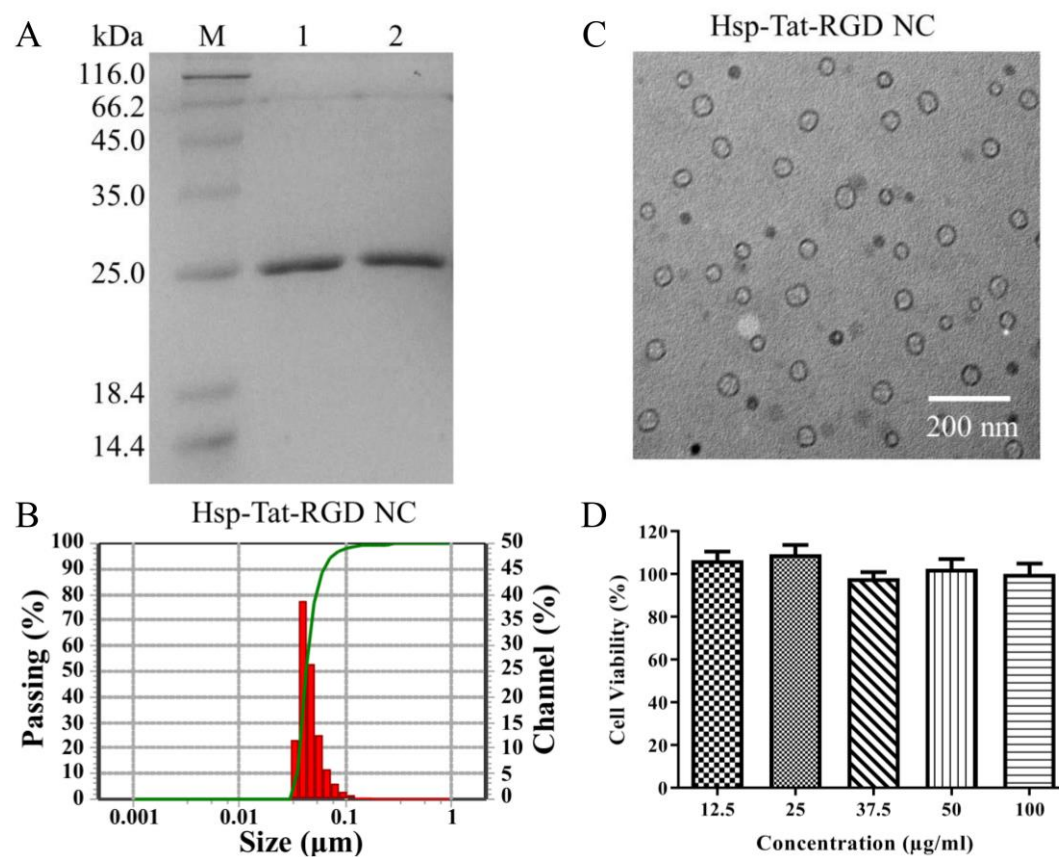 A
kDa M 1 2
116.0
66.2
45.0
35.0
25.0
18.4
14.4
C
Hsp-Tat-RGD NC
200 nm
B
Hsp-Tat-RGD NC
Passing (%)
100
90
80
70
60
50
40
30
20
10
0
50
45
40
35
30
25
20
15
10
5
0
Channel (%)
0.001 0.01 0.1 1
Size (μm)
D
Cell Viability (%)
120
100
80
60
40
20
0
12.5 25 37.5 50 100
Concentration (μg/ml)